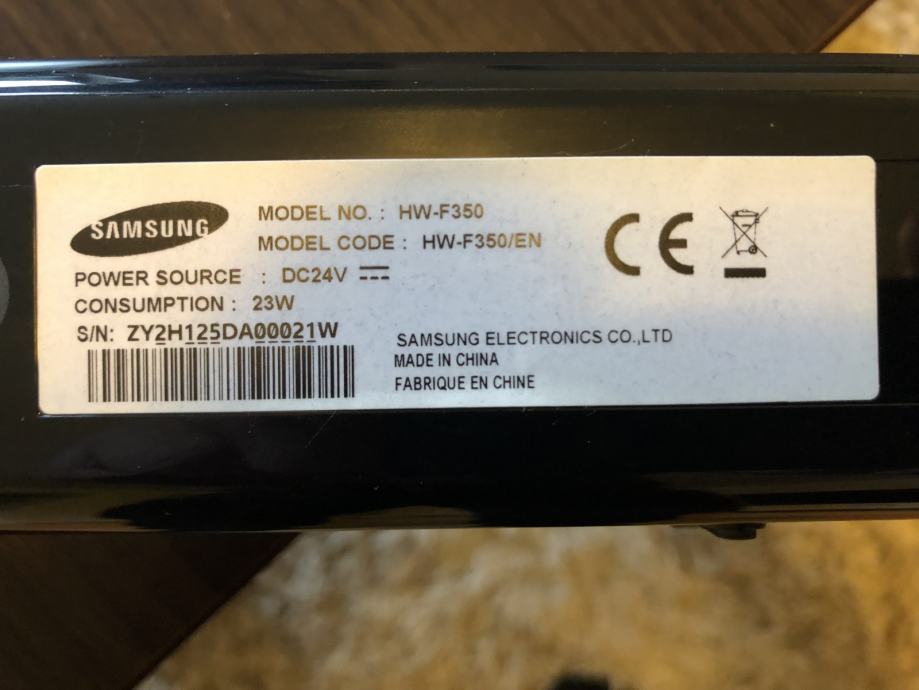 SAMSUNG
MODEL NO. : HW-F350
MODEL CODE : HW-F350/EN
POWER SOURCE : DC24V
CONSUMPTION : 23W
S/N: ZY2H125DA00021W
CE
SAMSUNG ELECTRONICS CO.,LTD
MADE IN CHINA
FABRIQUE EN CHINE